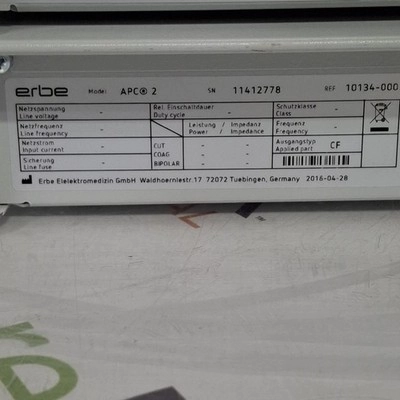 erbe Model APC® 2 SN 11412778 REF 10134-000
Netzspannung - Rel. Einschaltdauer - Schutzklasse -
Line voltage Duty cycle Class
Netzfrequenz - Leistung / Impedanz Frequenz -
Line frequency Power / Impedance Frequency
Netzstrom - CUT - - Ausgangstyp CF
Input current COAG - - Applied part
Sicherung - BIPOLAR - -
Line fuse
Erbe Elektromedizin GmbH Waldhoernlestr.17 72072 Tuebingen, Germany 2016-04-28